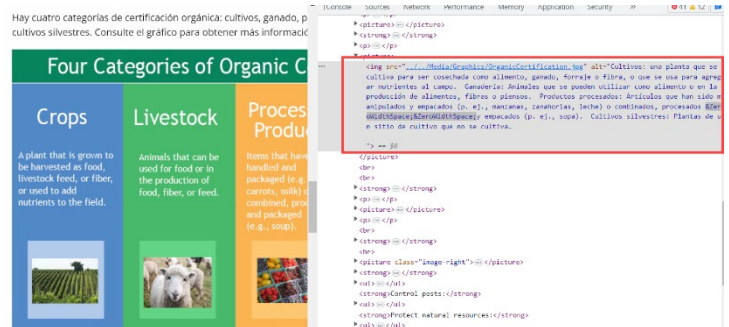 Hay cuatro categorías de certificación orgánica: cultivos, ganado, p
cultivos silvestres. Consulte el gráfico para obtener más informació
Four Categories of Organic C
Crops
A plant that is grown to
be harvested as food,
livestock feed, or fiber,
or used to add
nutrients to the field.
Livestock
Animals that can be
used for food or in
the production of
food, fiber, or feed.
Proces
Produ
Items that have
handled and
packaged (e.g.
carrots, milk) o
combined, proc
and packaged
(e.g., soup).
Console Sources Network Performance Memory Application Security » 41 12
<picture>…</picture>
<strong>…</strong>
<p>…</p>
<picture>
<img src="../../Media/Graphics/OrganicCertification.jpg" alt="Cultivos: una planta que se
cultiva para ser cosechada como alimento, ganado, forraje o fibra, o que se usa para agreg
ar nutrientes al campo. Ganadería: Animales que se pueden utilizar como alimento o en la
producción de alimentos, fibras o piensos. Productos procesados: Artículos que han sido m
anipulados y empacados (p. ej., manzanas, zanahorias, leche) o combinados, procesados &Zer
oWidthSpace;&ZeroWidthSpace;y empacados (p. ej., sopa). Cultivos silvestres: Plantas de u
n sitio de cultivo que no se cultiva.
"> == $0
</picture>
<br>
<br>
<strong>…</strong>
<p>…</p>
<picture>…</picture>
<p>…</p>
<br>
<strong>…</strong>
<p>…</p>
<br>
<picture class="image-right">…</picture>
<strong>…</strong>
<ul>…</ul>
<strong>Control pests:</strong>
<ul>…</ul>
<strong>Protect natural resources:</strong>
<ul>…</ul>